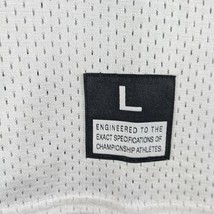 L
ENGINEERED TO THE
EXACT SPECIFICATIONS OF
CHAMPIONSHIP ATHLETES.